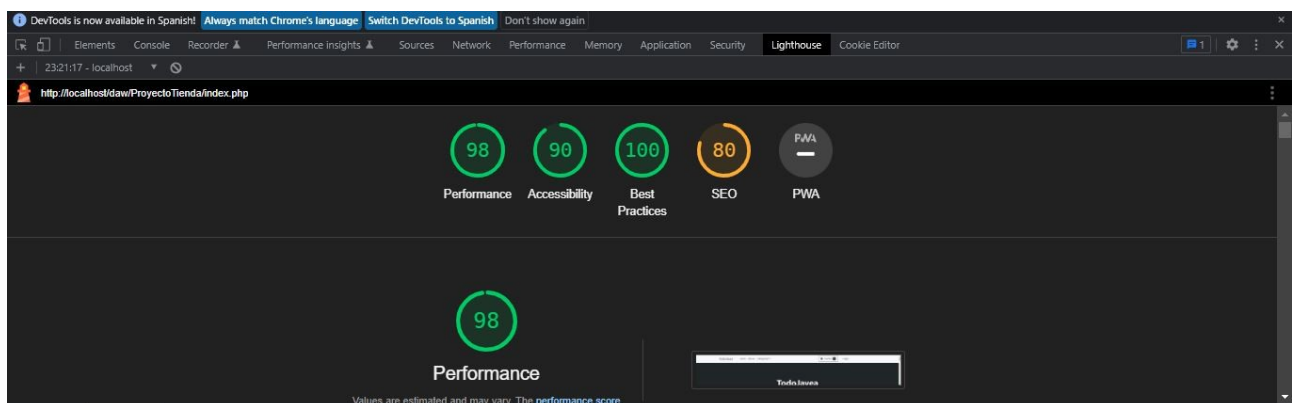 DevTools is now available in Spanish! Always match Chrome's language Switch DevTools to Spanish Don't show again
Elements Console Recorder Performance insights Sources Network Performance Memory Application Security Lighthouse Cookie Editor 1
23:21:17 - localhost
http://localhost/daw/ProyectoTienda/index.php
98 90 100 80 PWA
Performance Accessibility Best Practices SEO PWA
98
Performance
TodoJavea
Values are estimated and may vary. The performance score